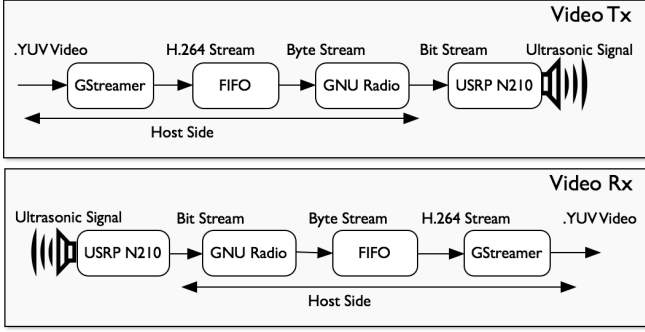 Video Tx
.YUV Video
H.264 Stream
Byte Stream
Bit Stream
Ultrasonic Signal
GStreamer
FIFO
GNU Radio
USRP N210
Host Side
Video Rx
Ultrasonic Signal
Bit Stream
Byte Stream
H.264 Stream
.YUV Video
USRP N210
GNU Radio
FIFO
GStreamer
Host Side